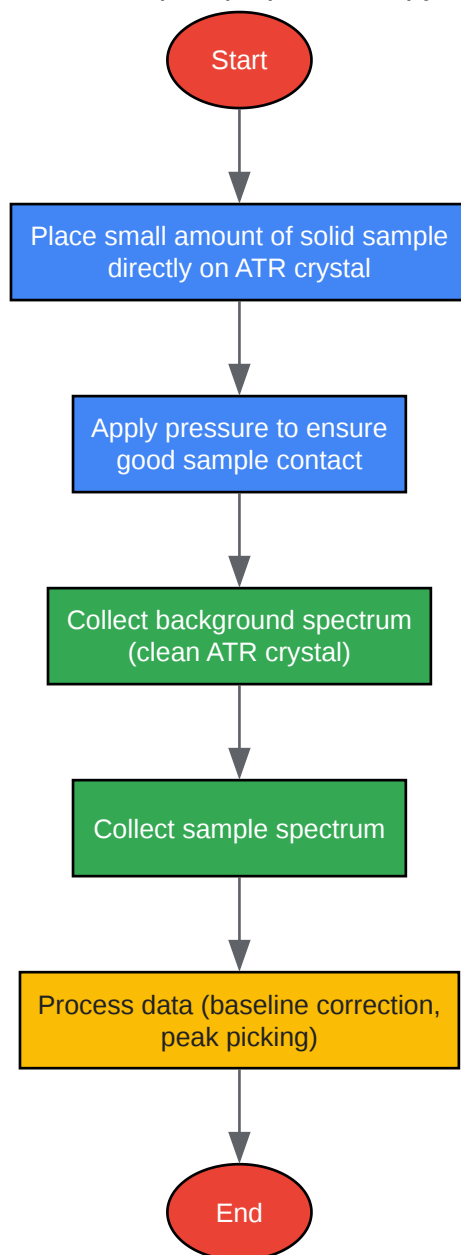 Start
Place small amount of solid sample
directly on ATR crystal
Apply pressure to ensure
good sample contact
Collect background spectrum
(clean ATR crystal)
Collect sample spectrum
Process data (baseline correction,
peak picking)
End